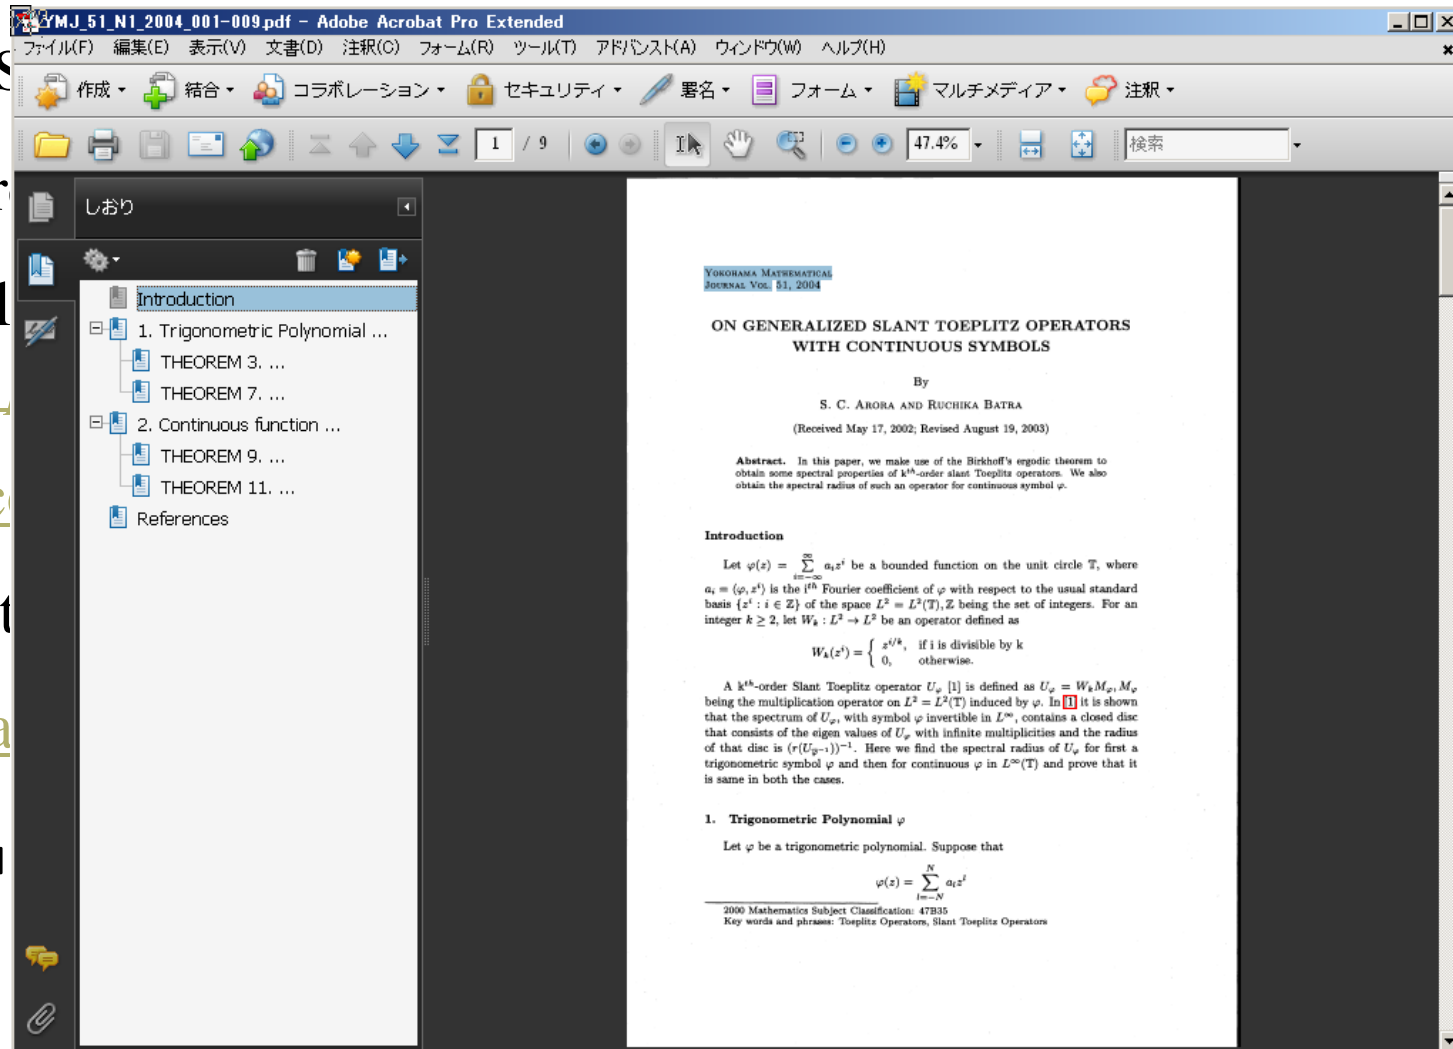 YMJ_51_N1_2004_001-009.pdf - Adobe Acrobat Pro Extended
ファイル(F) 編集(E) 表示(V) 文書(D) 注釈(C) フォーム(R) ツール(T) アドバンスト(A) ウィンドウ(W) ヘルプ(H)
作成 結合 コラボレーション セキュリティ 署名 フォーム マルチメディア 注釈
1 / 9 47.4% 検索
しおり
Introduction
1. Trigonometric Polynomial ...
THEOREM 3. ...
THEOREM 7. ...
2. Continuous function ...
THEOREM 9. ...
THEOREM 11. ...
References
YOKOHAMA MATHEMATICAL
JOURNAL VOL. 51, 2004
ON GENERALIZED SLANT TOEPLITZ OPERATORS
WITH CONTINUOUS SYMBOLS
By
S. C. ARORA AND RUCHIKA BATRA
(Received May 17, 2002; Revised August 19, 2003)
Abstract. In this paper, we make use of the Birkhoff's ergodic theorem to
obtain some spectral properties of k^{th}-order slant Toeplitz operators. We also
obtain the spectral radius of such an operator for continuous symbol φ.
Introduction
Let φ(z) = \sum_{i=-∞}^{∞} a_i z^i be a bounded function on the unit circle 𝕋, where
a_i = ⟨φ, z^i⟩ is the i^{th} Fourier coefficient of φ with respect to the usual standard
basis {z^i : i ∈ ℤ} of the space L² = L²(𝕋), ℤ being the set of integers. For an
integer k ≥ 2, let W_k : L² → L² be an operator defined as
W_k(z^i) = { z^{i/k}, if i is divisible by k
0, otherwise.
A k^{th}-order Slant Toeplitz operator U_φ [1] is defined as U_φ = W_k M_φ, M_φ
being the multiplication operator on L² = L²(𝕋) induced by φ. In [1] it is shown
that the spectrum of U_φ, with symbol φ invertible in L^∞, contains a closed disc
that consists of the eigen values of U_φ with infinite multiplicities and the radius
of that disc is (r(U_{\overline{φ}^{-1}}))^{-1}. Here we find the spectral radius of U_φ for first a
trigonometric symbol φ and then for continuous φ in L^∞(𝕋) and prove that it
is same in both the cases.
1. Trigonometric Polynomial φ
Let φ be a trigonometric polynomial. Suppose that
φ(z) = \sum_{i=-N}^{N} a_i z^i
2000 Mathematics Subject Classification: 47B35
Key words and phrases: Toeplitz Operators, Slant Toeplitz Operators